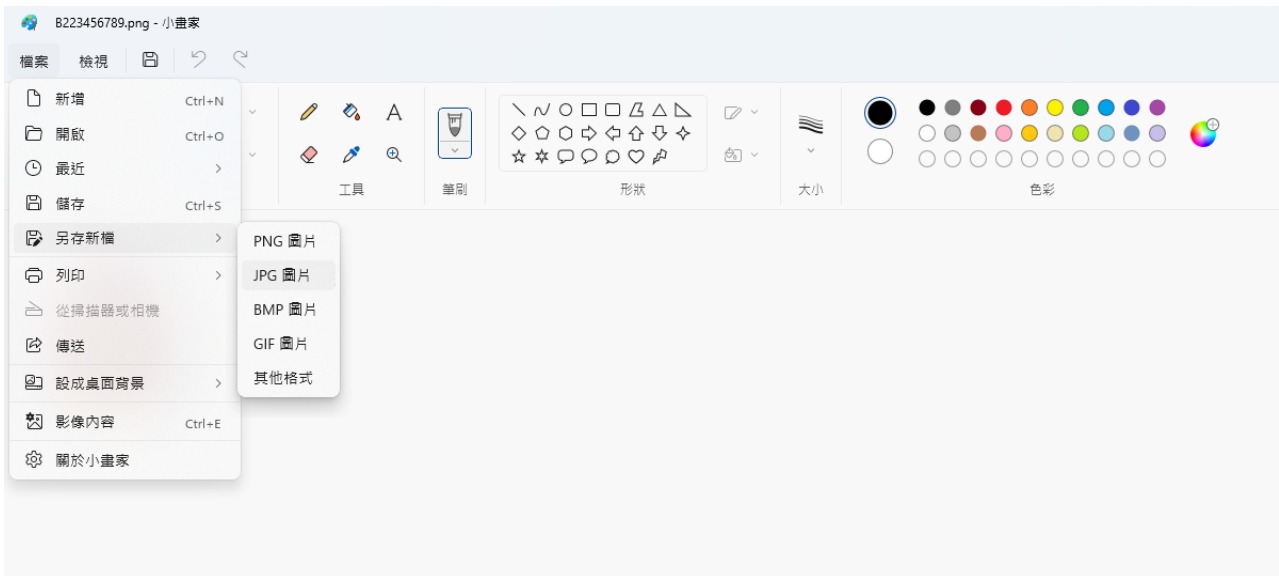 B223456789.png - 小畫家
檔案 檢視
新增 Ctrl+N
開啟 Ctrl+O
最近
儲存 Ctrl+S
另存新檔
列印
從掃描器或相機
傳送
設成桌面背景
影像內容 Ctrl+E
關於小畫家
PNG 圖片
JPG 圖片
BMP 圖片
GIF 圖片
其他格式
A
工具
筆刷
形狀
大小
色彩